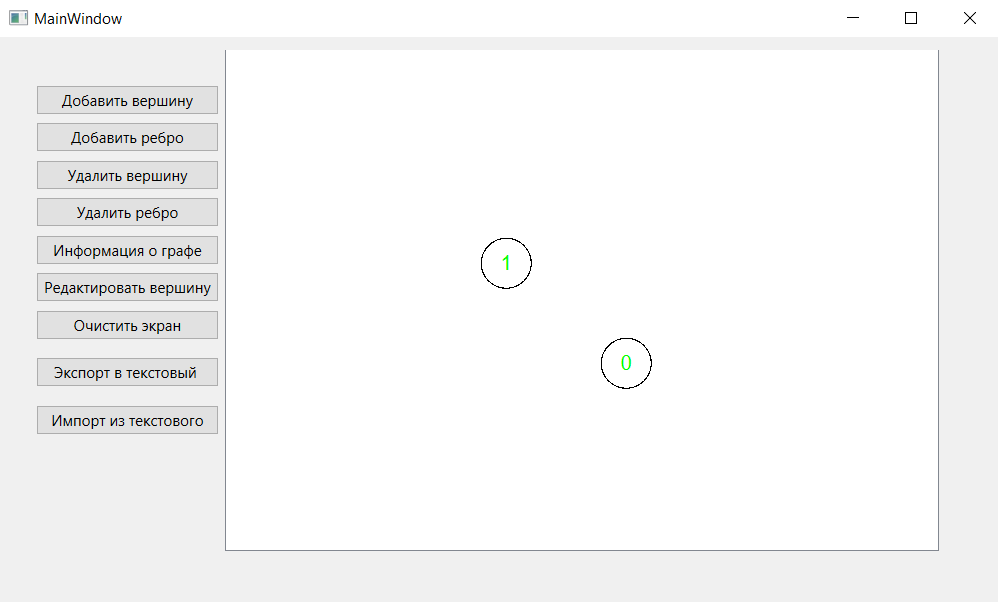 MainWindow
Добавить вершину
Добавить ребро
Удалить вершину
Удалить ребро
Информация о графе
Редактировать вершину
Очистить экран
Экспорт в текстовый
Импорт из текстового
1
0